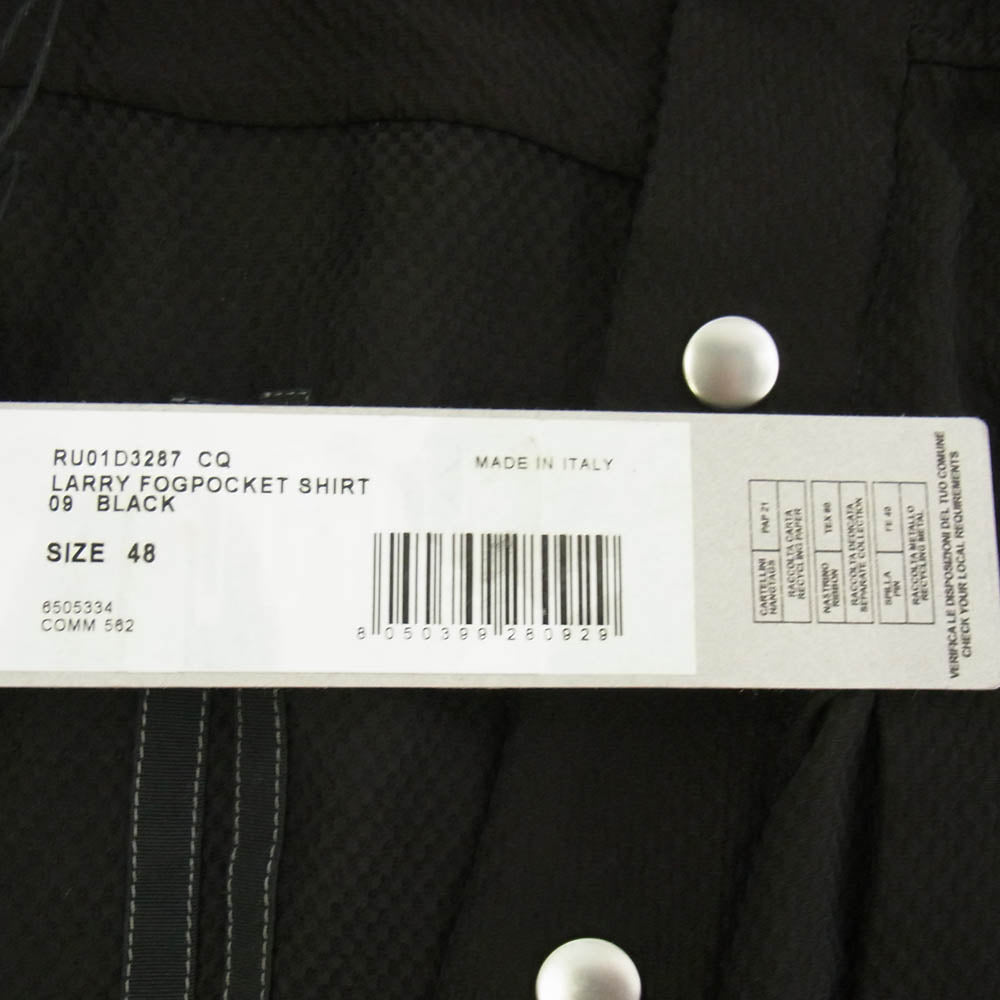 RU01D3287 CQ
LARRY FOGPOCKET SHIRT
09 BLACK
SIZE 48
6505334
COMM 562
MADE IN ITALY
8 050399 280929
CARTELLINI
HANGTAGS
PAP 21
RACCOLTA CARTA
RECYCLING PAPER
NASTRINO
RIBBON
TEX 60
RACCOLTA DEDICATA
SEPARATE COLLECTION
SPILLA
PIN
FE 40
RACCOLTA METALLO
RECYCLING METAL
VERIFICA LE DISPOSIZIONI DEL TUO COMUNE
CHECK YOUR LOCAL REQUIREMENTS